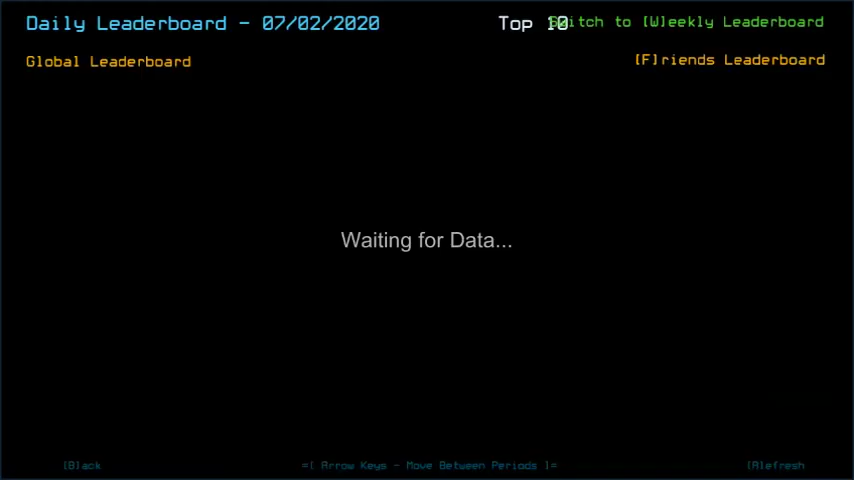 Daily Leaderboard - 07/02/2020
Top 10
Switch to [W]eekly Leaderboard
Global Leaderboard
[F]riends Leaderboard
Waiting for Data...
[B]ack
=[ Arrow Keys - Move Between Periods ]=
[R]efresh